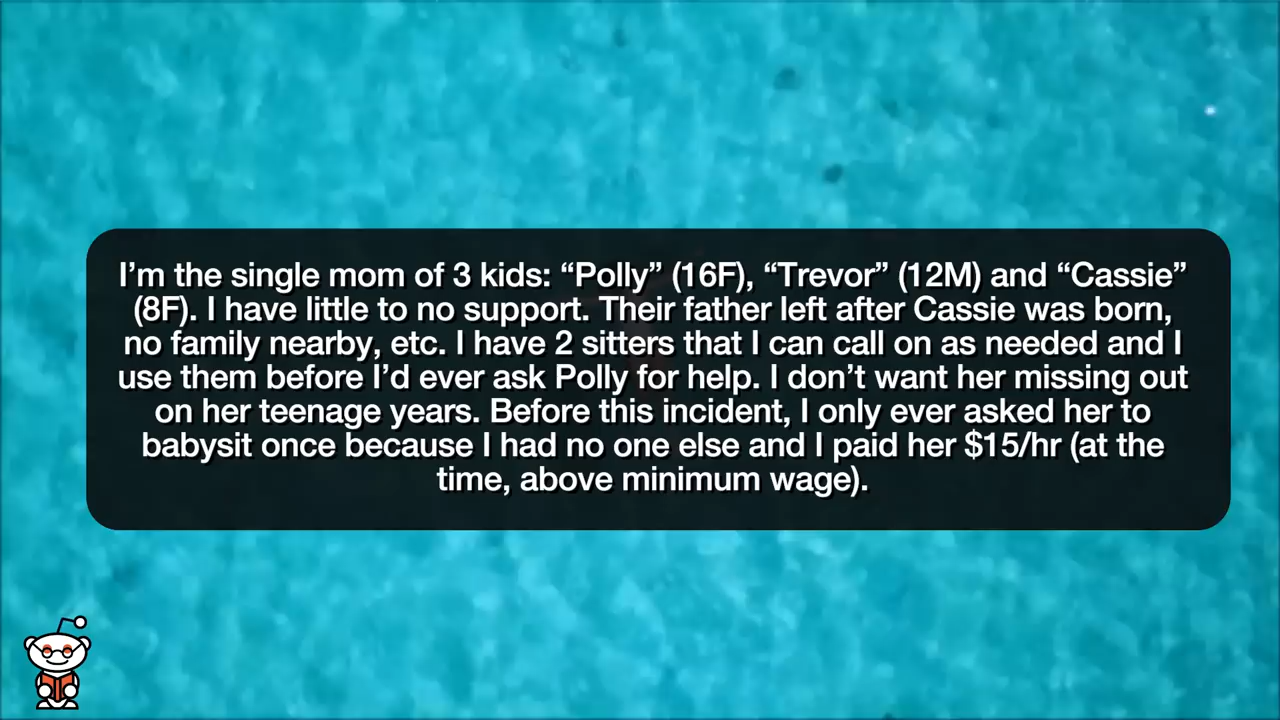 I’m the single mom of 3 kids: “Polly” (16F), “Trevor” (12M) and “Cassie”
(8F). I have little to no support. Their father left after Cassie was born,
no family nearby, etc. I have 2 sitters that I can call on as needed and I
use them before I’d ever ask Polly for help. I don’t want her missing out
on her teenage years. Before this incident, I only ever asked her to
babysit once because I had no one else and I paid her $15/hr (at the
time, above minimum wage).